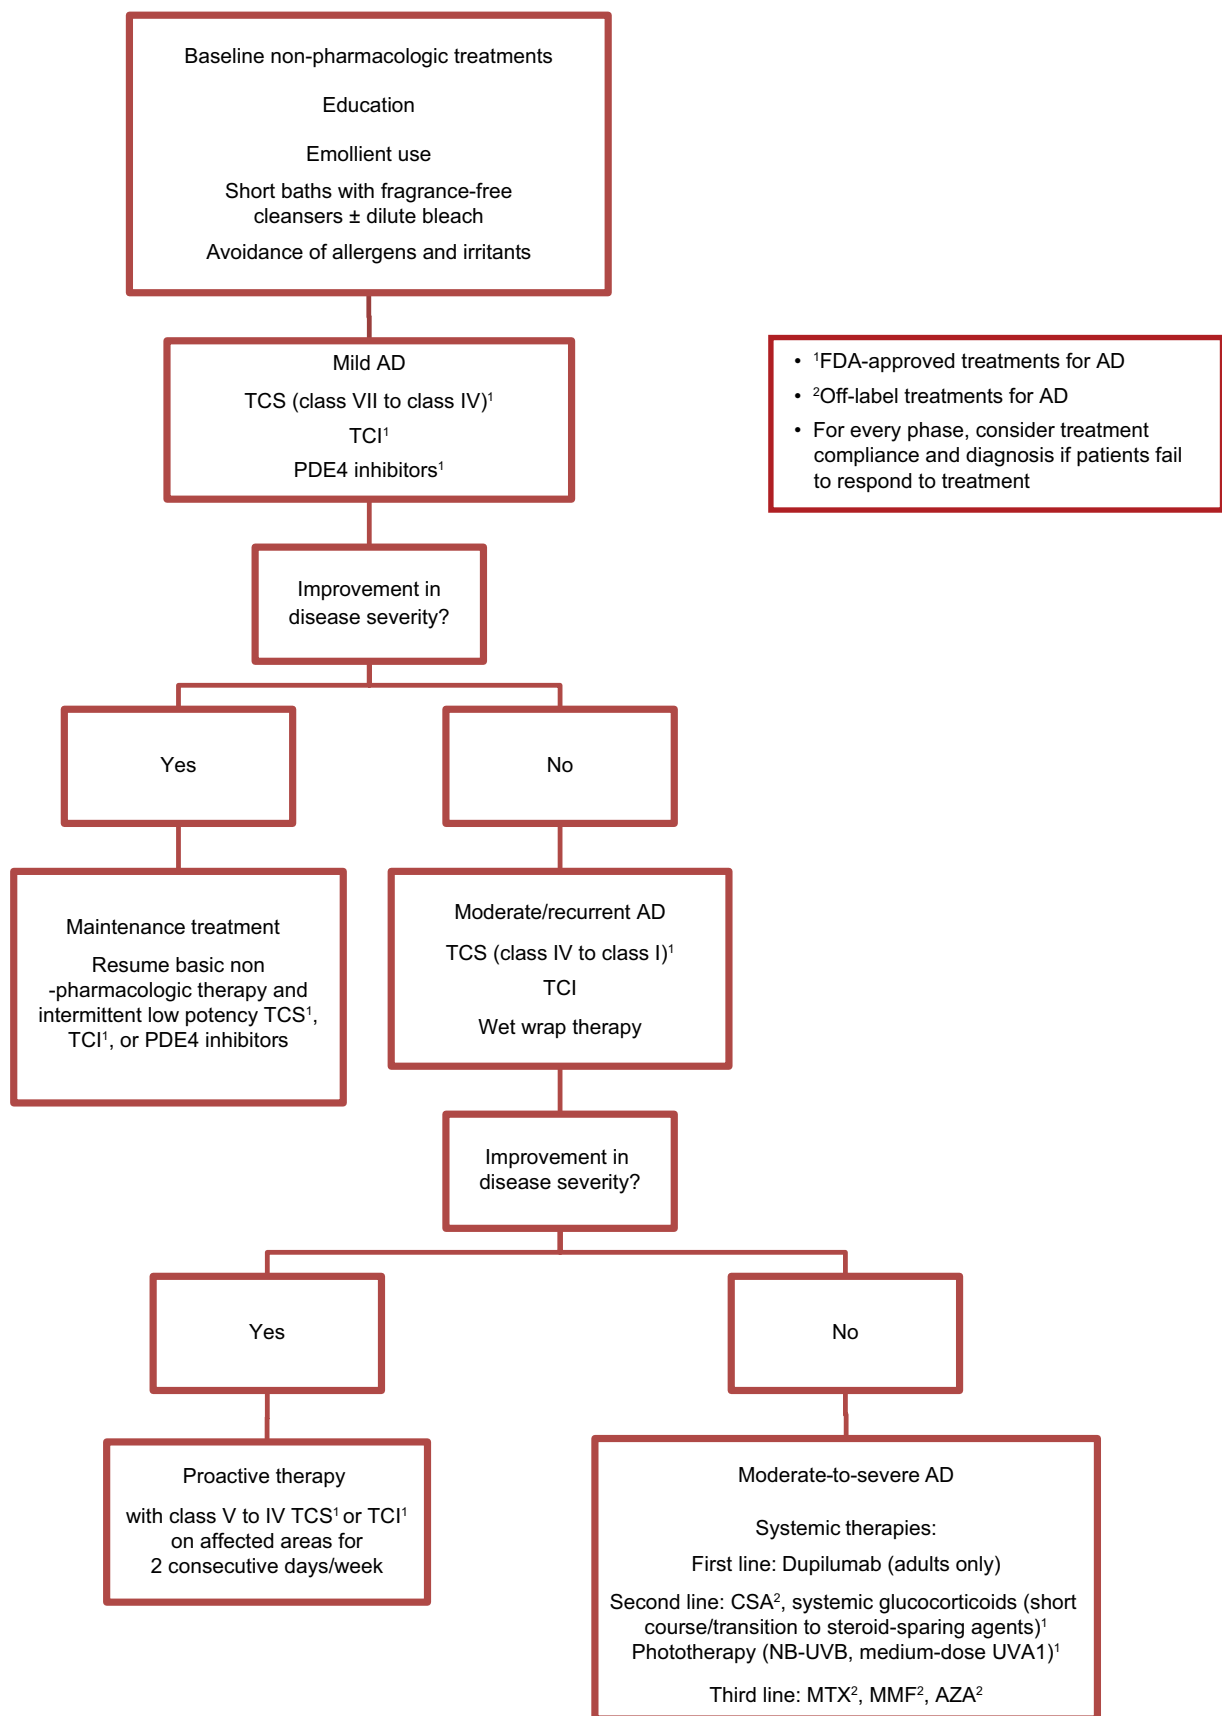 Baseline non-pharmacologic treatments
Education
Emollient use
Short baths with fragrance-free
cleansers ± dilute bleach
Avoidance of allergens and irritants
Mild AD
TCS (class VII to class IV)¹
TCI¹
PDE4 inhibitors¹
• ¹FDA-approved treatments for AD
• ²Off-label treatments for AD
• For every phase, consider treatment
compliance and diagnosis if patients fail
to respond to treatment
Improvement in
disease severity?
Yes
No
Maintenance treatment
Resume basic non
-pharmacologic therapy and
intermittent low potency TCS¹,
TCI¹, or PDE4 inhibitors
Moderate/recurrent AD
TCS (class IV to class I)¹
TCI
Wet wrap therapy
Improvement in
disease severity?
Yes
No
Proactive therapy
with class V to IV TCS¹ or TCI¹
on affected areas for
2 consecutive days/week
Moderate-to-severe AD
Systemic therapies:
First line: Dupilumab (adults only)
Second line: CSA², systemic glucocorticoids (short
course/transition to steroid-sparing agents)¹
Phototherapy (NB-UVB, medium-dose UVA1)¹
Third line: MTX², MMF², AZA²